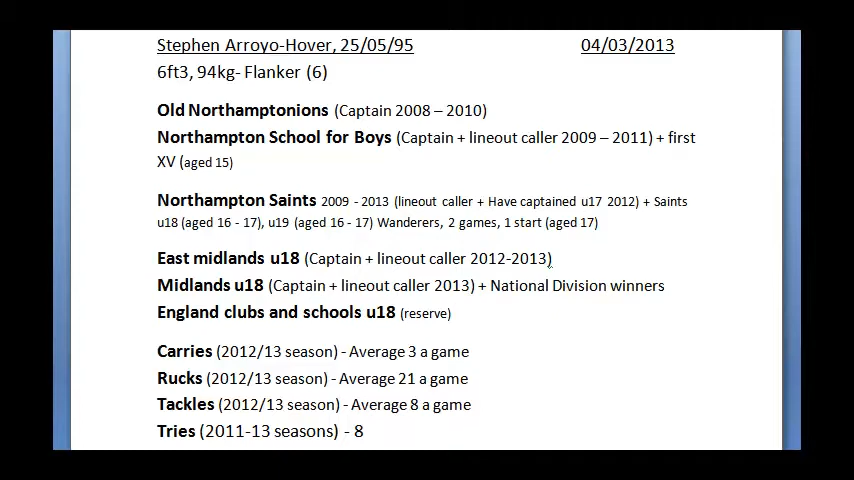 Stephen Arroyo-Hover, 25/05/95 04/03/2013
6ft3, 94kg- Flanker (6)
Old Northamptonions (Captain 2008 – 2010)
Northampton School for Boys (Captain + lineout caller 2009 – 2011) + first
XV (aged 15)
Northampton Saints 2009 - 2013 (lineout caller + Have captained u17 2012) + Saints
u18 (aged 16 - 17), u19 (aged 16 - 17) Wanderers, 2 games, 1 start (aged 17)
East midlands u18 (Captain + lineout caller 2012-2013)
Midlands u18 (Captain + lineout caller 2013) + National Division winners
England clubs and schools u18 (reserve)
Carries (2012/13 season) - Average 3 a game
Rucks (2012/13 season) - Average 21 a game
Tackles (2012/13 season) - Average 8 a game
Tries (2011-13 seasons) - 8